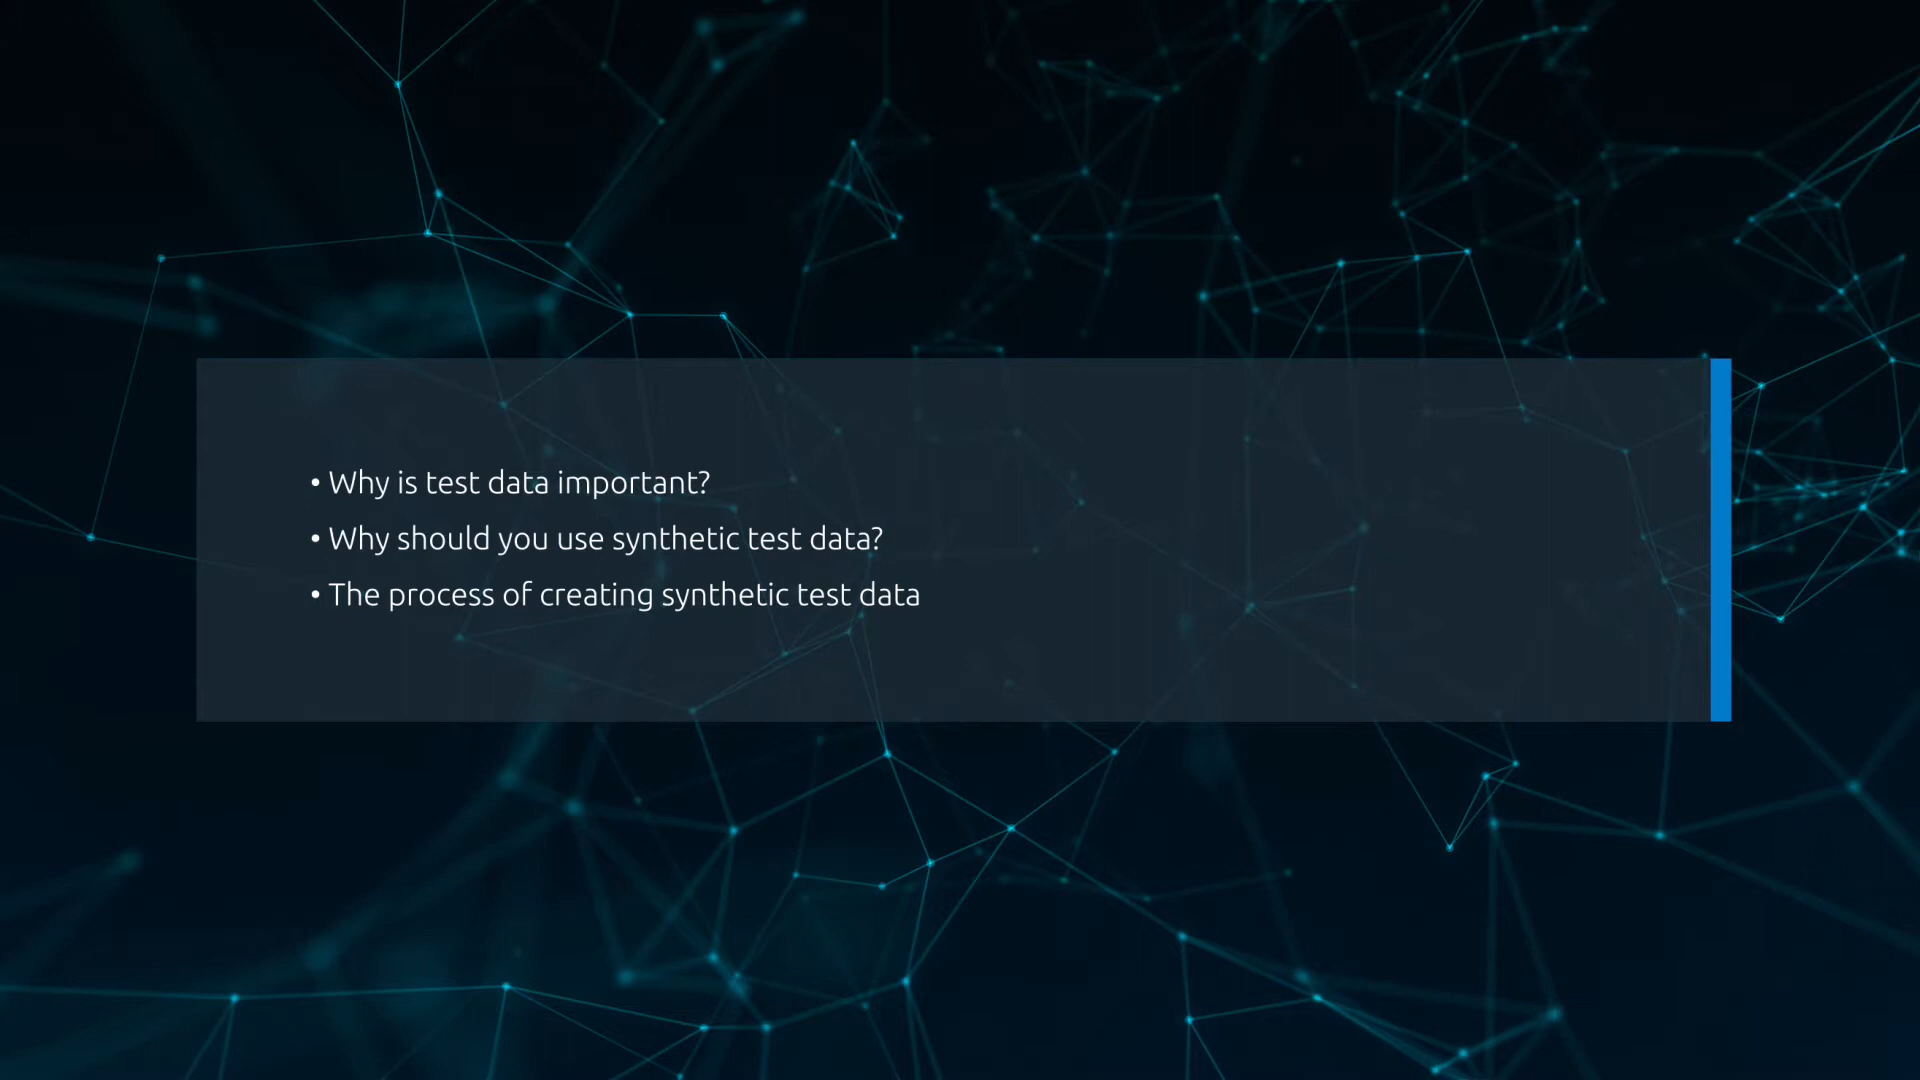 • Why is test data important?
• Why should you use synthetic test data?
• The process of creating synthetic test data